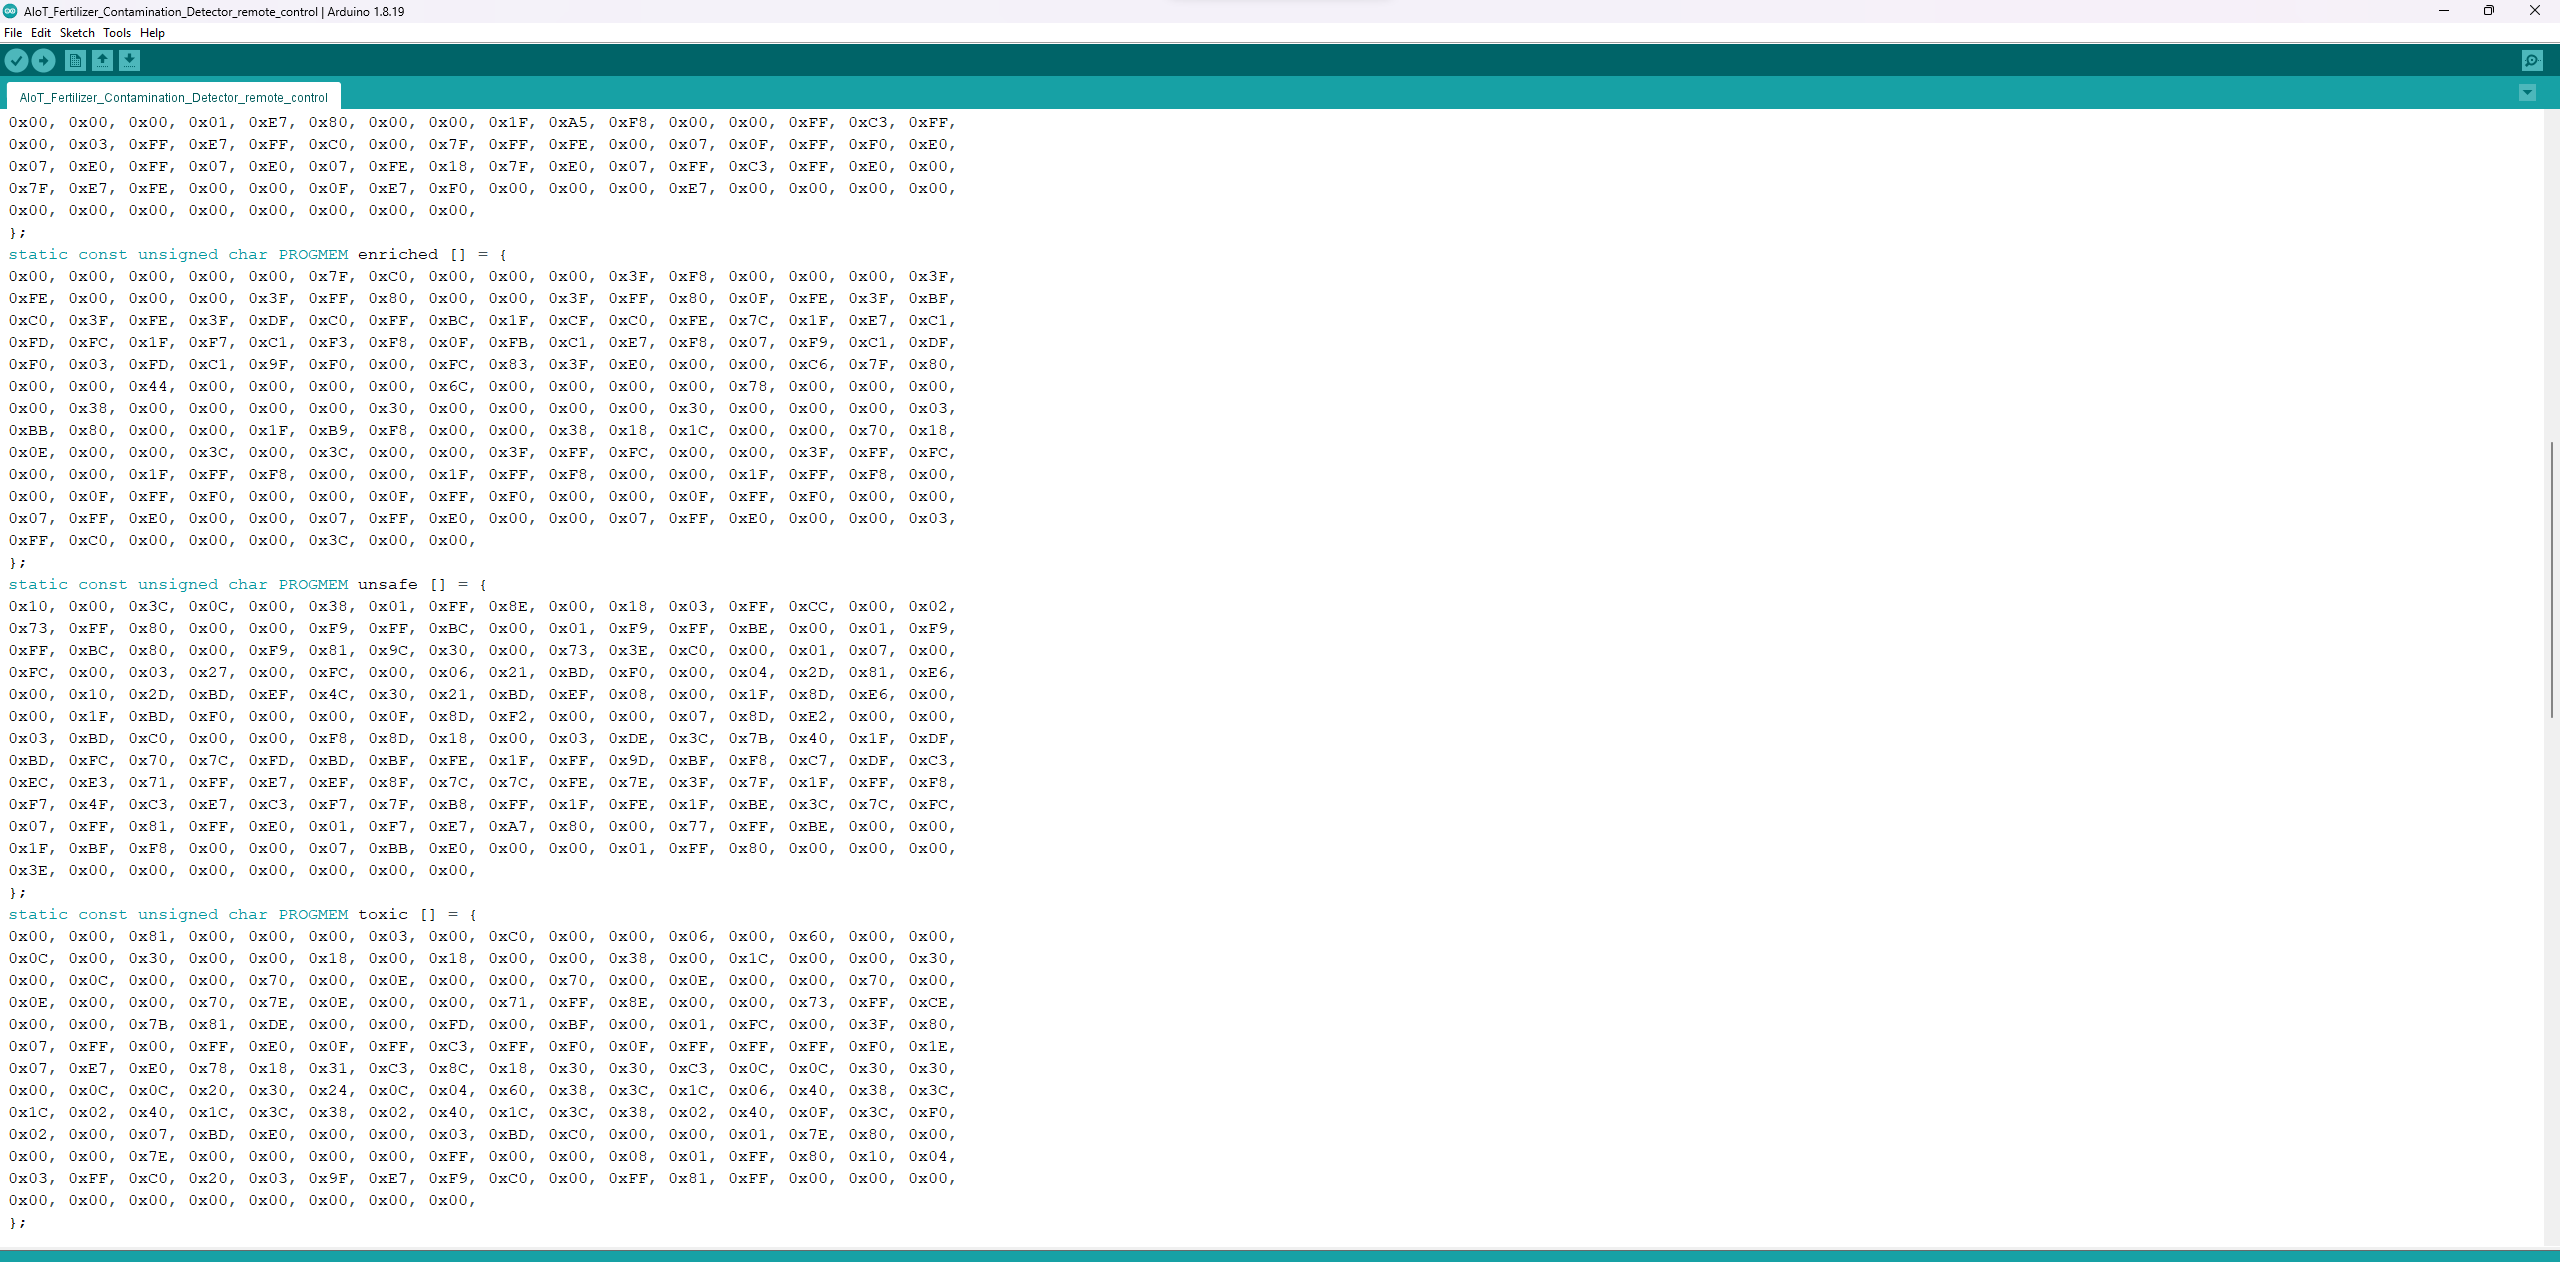 AIoT_Fertilizer_Contamination_Detector_remote_control | Arduino 1.8.19
File Edit Sketch Tools Help
AIoT_Fertilizer_Contamination_Detector_remote_control
0x00, 0x00, 0x00, 0x01, 0xE7, 0x80, 0x00, 0x00, 0x1F, 0xA5, 0xF8, 0x00, 0x00, 0xFF, 0xC3, 0xFF,
0x00, 0x03, 0xFF, 0xE7, 0xFF, 0xC0, 0x00, 0x7F, 0xFF, 0xFE, 0x00, 0x07, 0x0F, 0xFF, 0xF0, 0xE0,
0x07, 0xE0, 0xFF, 0x07, 0xE0, 0x07, 0xFE, 0x18, 0x7F, 0xE0, 0x07, 0xFF, 0xC3, 0xFF, 0xE0, 0x00,
0x7F, 0xE7, 0xFE, 0x00, 0x00, 0x0F, 0xE7, 0xF0, 0x00, 0x00, 0x00, 0xE7, 0x00, 0x00, 0x00, 0x00,
0x00, 0x00, 0x00, 0x00, 0x00, 0x00, 0x00, 0x00,
};
static const unsigned char PROGMEM enriched [] = {
0x00, 0x00, 0x00, 0x00, 0x00, 0x7F, 0xC0, 0x00, 0x00, 0x00, 0x3F, 0xF8, 0x00, 0x00, 0x00, 0x3F,
0xFE, 0x00, 0x00, 0x00, 0x3F, 0xFF, 0x80, 0x00, 0x00, 0x3F, 0xFF, 0x80, 0x0F, 0xFE, 0x3F, 0xBF,
0xC0, 0x3F, 0xFE, 0x3F, 0xDF, 0xC0, 0xFF, 0xBC, 0x1F, 0xCF, 0xC0, 0xFE, 0x7C, 0x1F, 0xE7, 0xC1,
0xFD, 0xFC, 0x1F, 0xF7, 0xC1, 0xF3, 0xF8, 0x0F, 0xFB, 0xC1, 0xE7, 0xF8, 0x07, 0xF9, 0xC1, 0xDF,
0xF0, 0x03, 0xFD, 0xC1, 0x9F, 0xF0, 0x00, 0xFC, 0x83, 0x3F, 0xE0, 0x00, 0x00, 0xC6, 0x7F, 0x80,
0x00, 0x00, 0x44, 0x00, 0x00, 0x00, 0x00, 0x6C, 0x00, 0x00, 0x00, 0x00, 0x78, 0x00, 0x00, 0x00,
0x00, 0x38, 0x00, 0x00, 0x00, 0x00, 0x30, 0x00, 0x00, 0x00, 0x00, 0x30, 0x00, 0x00, 0x00, 0x03,
0xBB, 0x80, 0x00, 0x00, 0x1F, 0xB9, 0xF8, 0x00, 0x00, 0x38, 0x18, 0x1C, 0x00, 0x00, 0x70, 0x18,
0x0E, 0x00, 0x00, 0x3C, 0x00, 0x3C, 0x00, 0x00, 0x3F, 0xFF, 0xFC, 0x00, 0x00, 0x3F, 0xFF, 0xFC,
0x00, 0x00, 0x1F, 0xFF, 0xF8, 0x00, 0x00, 0x1F, 0xFF, 0xF8, 0x00, 0x00, 0x1F, 0xFF, 0xF8, 0x00,
0x00, 0x0F, 0xFF, 0xF0, 0x00, 0x00, 0x0F, 0xFF, 0xF0, 0x00, 0x00, 0x0F, 0xFF, 0xF0, 0x00, 0x00,
0x07, 0xFF, 0xE0, 0x00, 0x00, 0x07, 0xFF, 0xE0, 0x00, 0x00, 0x07, 0xFF, 0xE0, 0x00, 0x00, 0x03,
0xFF, 0xC0, 0x00, 0x00, 0x00, 0x3C, 0x00, 0x00,
};
static const unsigned char PROGMEM unsafe [] = {
0x10, 0x00, 0x3C, 0x0C, 0x00, 0x38, 0x01, 0xFF, 0x8E, 0x00, 0x18, 0x03, 0xFF, 0xCC, 0x00, 0x02,
0x73, 0xFF, 0x80, 0x00, 0x00, 0xF9, 0xFF, 0xBC, 0x00, 0x01, 0xF9, 0xFF, 0xBE, 0x00, 0x01, 0xF9,
0xFF, 0xBC, 0x80, 0x00, 0xF9, 0x81, 0x9C, 0x30, 0x00, 0x73, 0x3E, 0xC0, 0x00, 0x01, 0x07, 0x00,
0xFC, 0x00, 0x03, 0x27, 0x00, 0xFC, 0x00, 0x06, 0x21, 0xBD, 0xF0, 0x00, 0x04, 0x2D, 0x81, 0xE6,
0x00, 0x10, 0x2D, 0xBD, 0xEF, 0x4C, 0x30, 0x21, 0xBD, 0xEF, 0x08, 0x00, 0x1F, 0x8D, 0xE6, 0x00,
0x00, 0x1F, 0xBD, 0xF0, 0x00, 0x00, 0x0F, 0x8D, 0xF2, 0x00, 0x00, 0x07, 0x8D, 0xE2, 0x00, 0x00,
0x03, 0xBD, 0xC0, 0x00, 0x00, 0xF8, 0x8D, 0x18, 0x00, 0x03, 0xDE, 0x3C, 0x7B, 0x40, 0x1F, 0xDF,
0xBD, 0xFC, 0x70, 0x7C, 0xFD, 0xBD, 0xBF, 0xFE, 0x1F, 0xFF, 0x9D, 0xBF, 0xF8, 0xC7, 0xDF, 0xC3,
0xEC, 0xE3, 0x71, 0xFF, 0xE7, 0xEF, 0x8F, 0x7C, 0x7C, 0xFE, 0x7E, 0x3F, 0x7F, 0x1F, 0xFF, 0xF8,
0xF7, 0x4F, 0xC3, 0xE7, 0xC3, 0xF7, 0x7F, 0xB8, 0xFF, 0x1F, 0xFE, 0x1F, 0xBE, 0x3C, 0x7C, 0xFC,
0x07, 0xFF, 0x81, 0xFF, 0xE0, 0x01, 0xF7, 0xE7, 0xA7, 0x80, 0x00, 0x77, 0xFF, 0xBE, 0x00, 0x00,
0x1F, 0xBF, 0xF8, 0x00, 0x00, 0x07, 0xBB, 0xE0, 0x00, 0x00, 0x01, 0xFF, 0x80, 0x00, 0x00, 0x00,
0x3E, 0x00, 0x00, 0x00, 0x00, 0x00, 0x00, 0x00,
};
static const unsigned char PROGMEM toxic [] = {
0x00, 0x00, 0x81, 0x00, 0x00, 0x00, 0x03, 0x00, 0xC0, 0x00, 0x00, 0x06, 0x00, 0x60, 0x00, 0x00,
0x0C, 0x00, 0x30, 0x00, 0x00, 0x18, 0x00, 0x18, 0x00, 0x00, 0x38, 0x00, 0x1C, 0x00, 0x00, 0x30,
0x00, 0x0C, 0x00, 0x00, 0x70, 0x00, 0x0E, 0x00, 0x00, 0x70, 0x00, 0x0E, 0x00, 0x00, 0x70, 0x00,
0x0E, 0x00, 0x00, 0x70, 0x7E, 0x0E, 0x00, 0x00, 0x71, 0xFF, 0x8E, 0x00, 0x00, 0x73, 0xFF, 0xCE,
0x00, 0x00, 0x7B, 0x81, 0xDE, 0x00, 0x00, 0xFD, 0x00, 0xBF, 0x00, 0x01, 0xFC, 0x00, 0x3F, 0x80,
0x07, 0xFF, 0x00, 0xFF, 0xE0, 0x0F, 0xFF, 0xC3, 0xFF, 0xF0, 0x0F, 0xFF, 0xFF, 0xFF, 0xF0, 0x1E,
0x07, 0xE7, 0xE0, 0x78, 0x18, 0x31, 0xC3, 0x8C, 0x18, 0x30, 0x30, 0xC3, 0x0C, 0x0C, 0x30, 0x30,
0x00, 0x0C, 0x0C, 0x20, 0x30, 0x24, 0x0C, 0x04, 0x60, 0x38, 0x3C, 0x1C, 0x06, 0x40, 0x38, 0x3C,
0x1C, 0x02, 0x40, 0x1C, 0x3C, 0x38, 0x02, 0x40, 0x1C, 0x3C, 0x38, 0x02, 0x40, 0x0F, 0x3C, 0xF0,
0x02, 0x00, 0x07, 0xBD, 0xE0, 0x00, 0x00, 0x03, 0xBD, 0xC0, 0x00, 0x00, 0x01, 0x7E, 0x80, 0x00,
0x00, 0x00, 0x7E, 0x00, 0x00, 0x00, 0x00, 0xFF, 0x00, 0x00, 0x08, 0x01, 0xFF, 0x80, 0x10, 0x04,
0x03, 0xFF, 0xC0, 0x20, 0x03, 0x9F, 0xE7, 0xF9, 0xC0, 0x00, 0xFF, 0x81, 0xFF, 0x00, 0x00, 0x00,
0x00, 0x00, 0x00, 0x00, 0x00, 0x00, 0x00, 0x00,
};